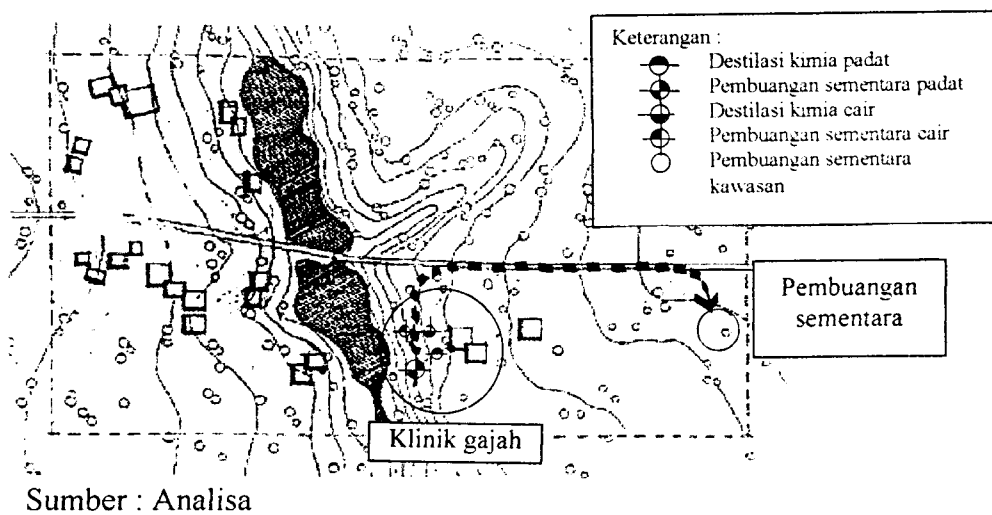 Keterangan :
Destilasi kimia padat
Pembuangan sementara padat
Destilasi kimia cair
Pembuangan sementara cair
Pembuangan sementara
kawasan
Pembuangan
sementara
Klinik gajah
Sumber : Analisa